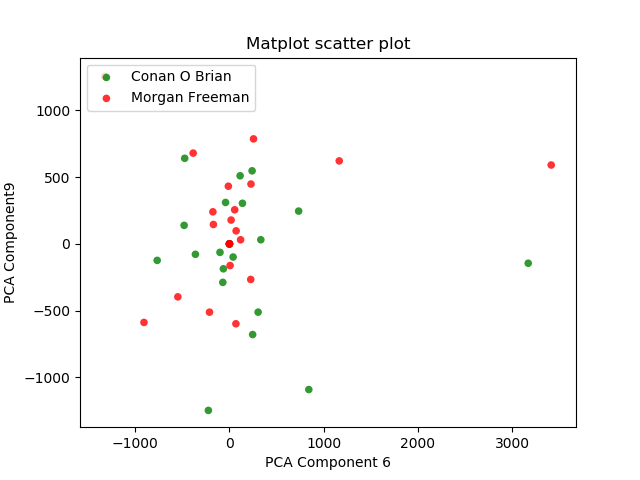 Matplot scatter plot
Conan O Brian
Morgan Freeman
PCA Component9
1000
500
0
−500
−1000
−1000
0
1000
2000
3000
PCA Component 6